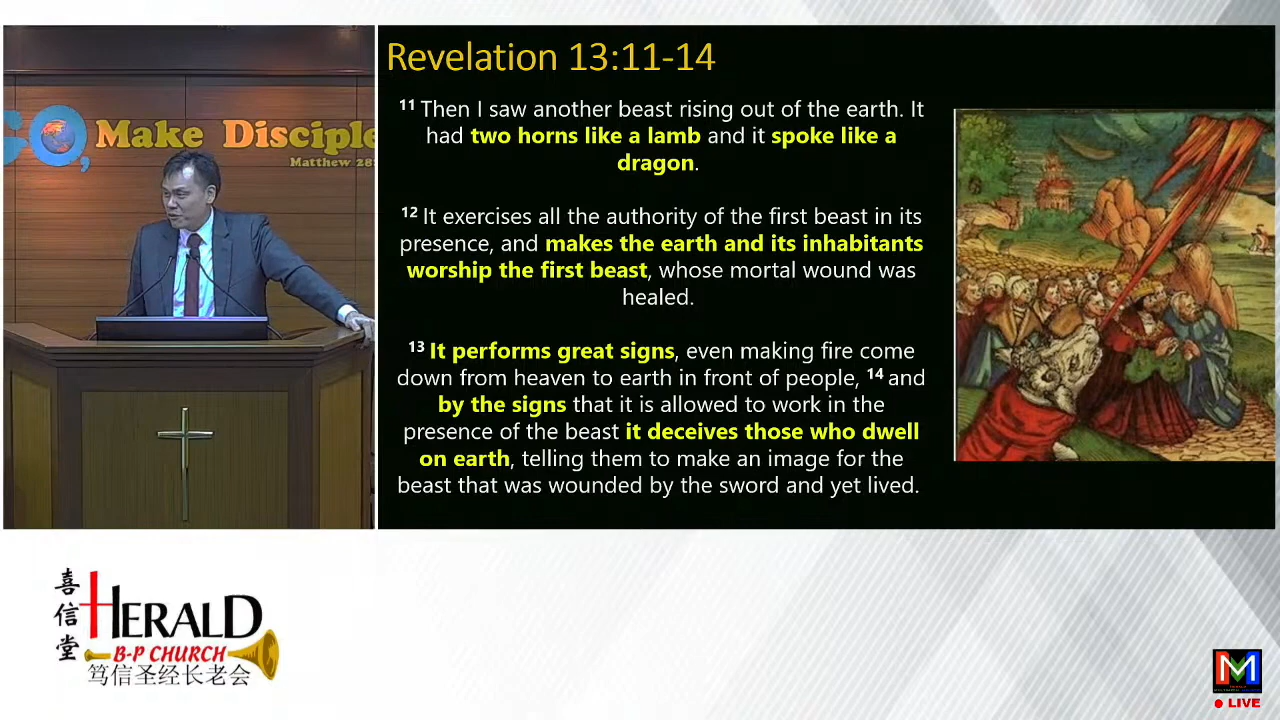 Make Disciple
Matthew 28
Revelation 13:11-14
11 Then I saw another beast rising out of the earth. It
had two horns like a lamb and it spoke like a
dragon.
12 It exercises all the authority of the first beast in its
presence, and makes the earth and its inhabitants
worship the first beast, whose mortal wound was
healed.
13 It performs great signs, even making fire come
down from heaven to earth in front of people, 14 and
by the signs that it is allowed to work in the
presence of the beast it deceives those who dwell
on earth, telling them to make an image for the
beast that was wounded by the sword and yet lived.
喜信堂
HERALD
B-P CHURCH
笃信圣经长老会
M
LIVE